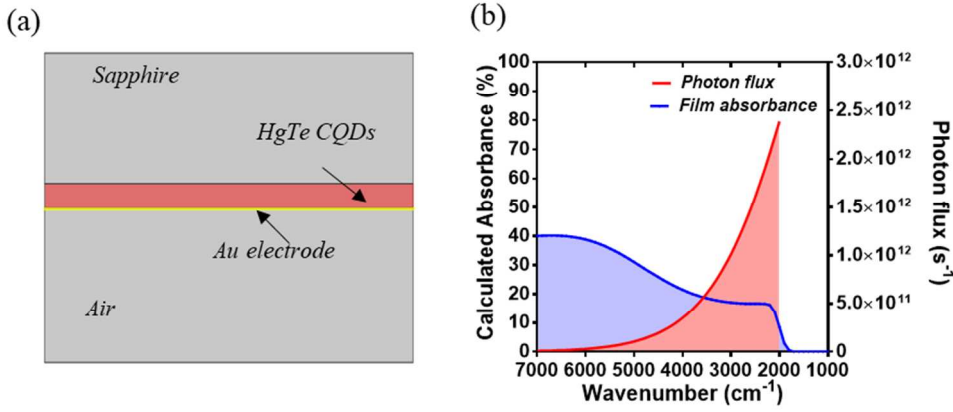 (a)
Sapphire
HgTe CQDs
Au electrode
Air
(b)
Calculated Absorbance (%)
100
90
80
70
60
50
40
30
20
10
0
Photon flux
Film absorbance
3.0×10¹²
2.5×10¹²
2.0×10¹²
1.5×10¹²
1.0×10¹²
5.0×10¹¹
0
Photon flux (s⁻¹)
7000 6000 5000 4000 3000 2000 1000
Wavenumber (cm⁻¹)